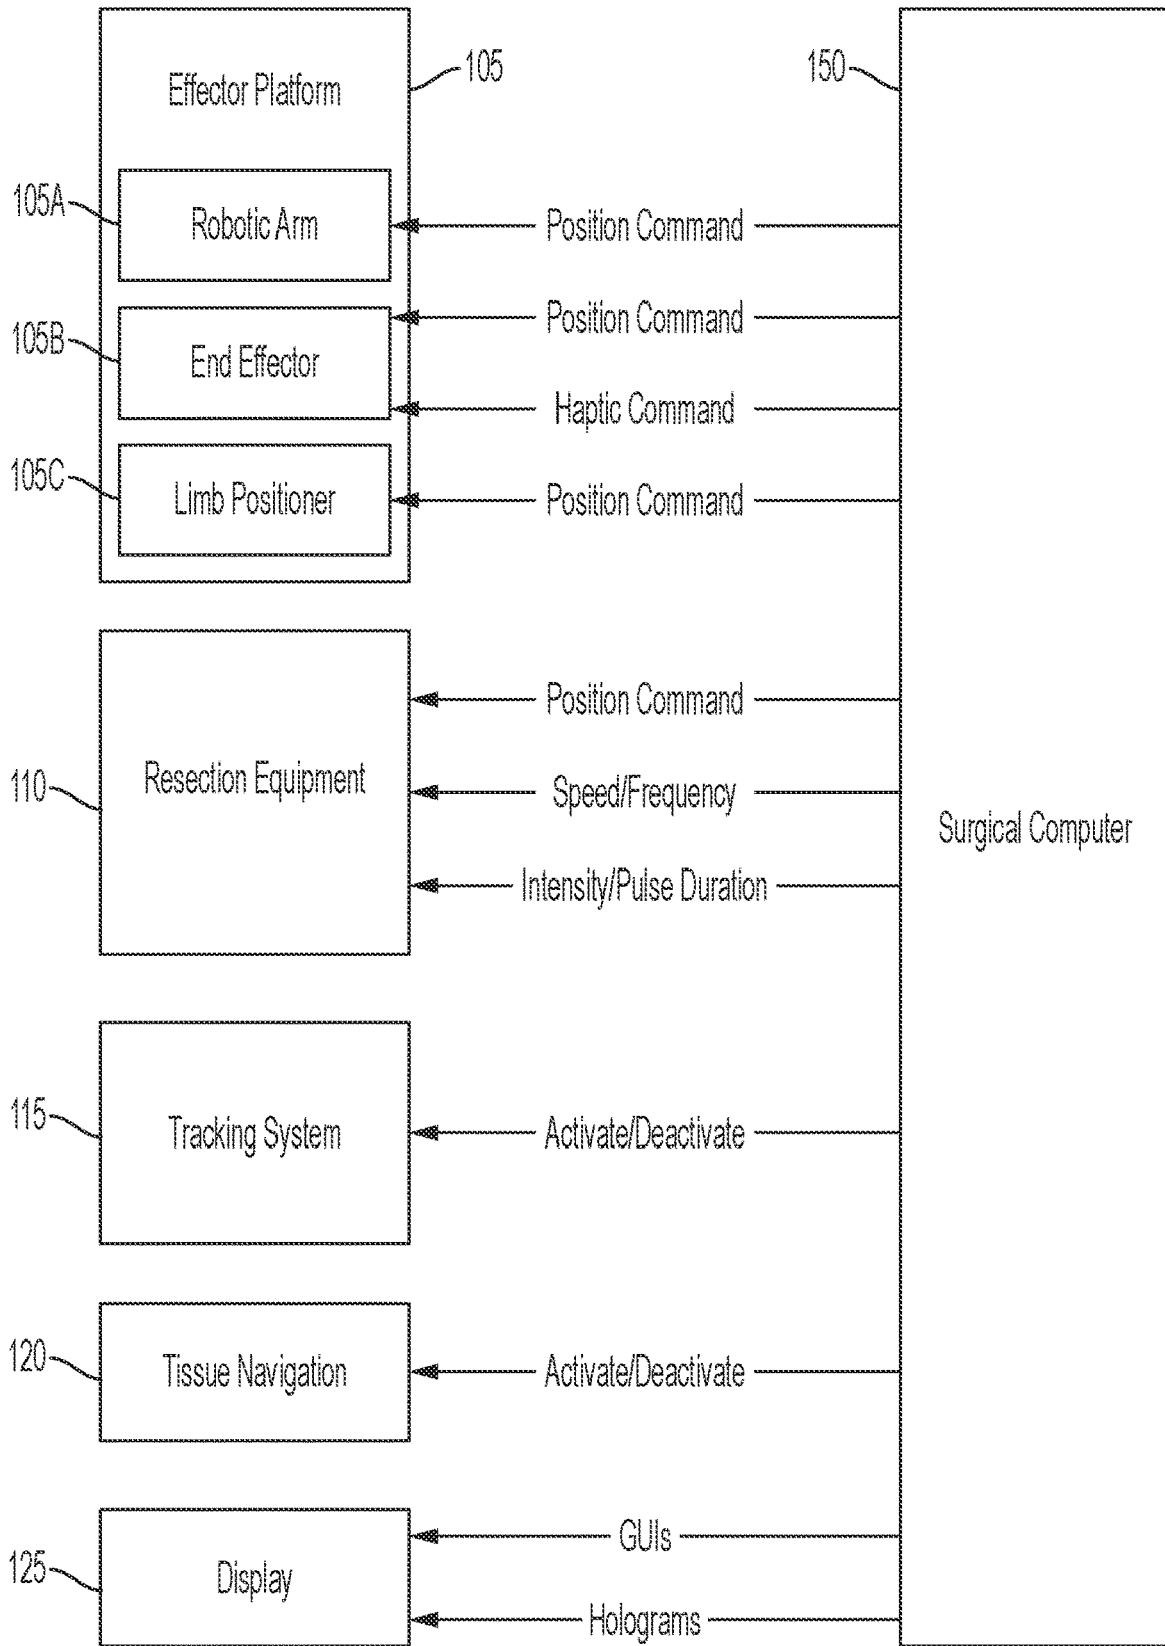 Effector Platform
105
150
105A
Robotic Arm
Position Command
105B
End Effector
Position Command
Haptic Command
105C
Limb Positioner
Position Command
110
Resection Equipment
Position Command
Speed/Frequency
Intensity/Pulse Duration
Surgical Computer
115
Tracking System
Activate/Deactivate
120
Tissue Navigation
Activate/Deactivate
125
Display
GUIs
Holograms